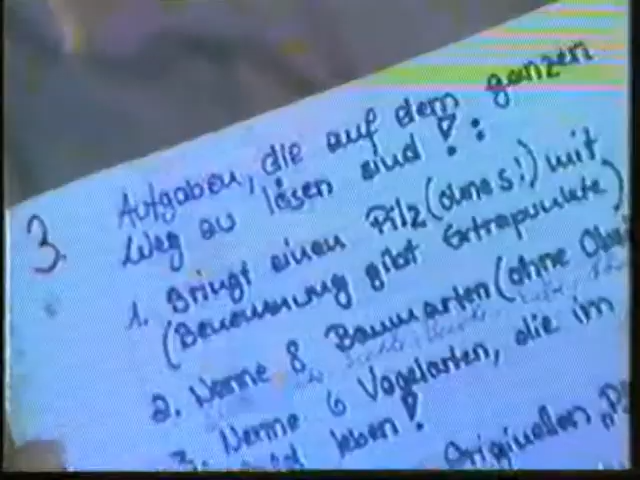 3. Aufgaben, die auf dem ganzen
Weg zu lösen sind!:
1. Bringt einen Pilz (ohne s!) mit
(Benennung gibt Extrapunkte)
2. Nenne 8 Baumarten (ohne
3. Nenne 6 Vogelarten, die im
leben!
Originellen